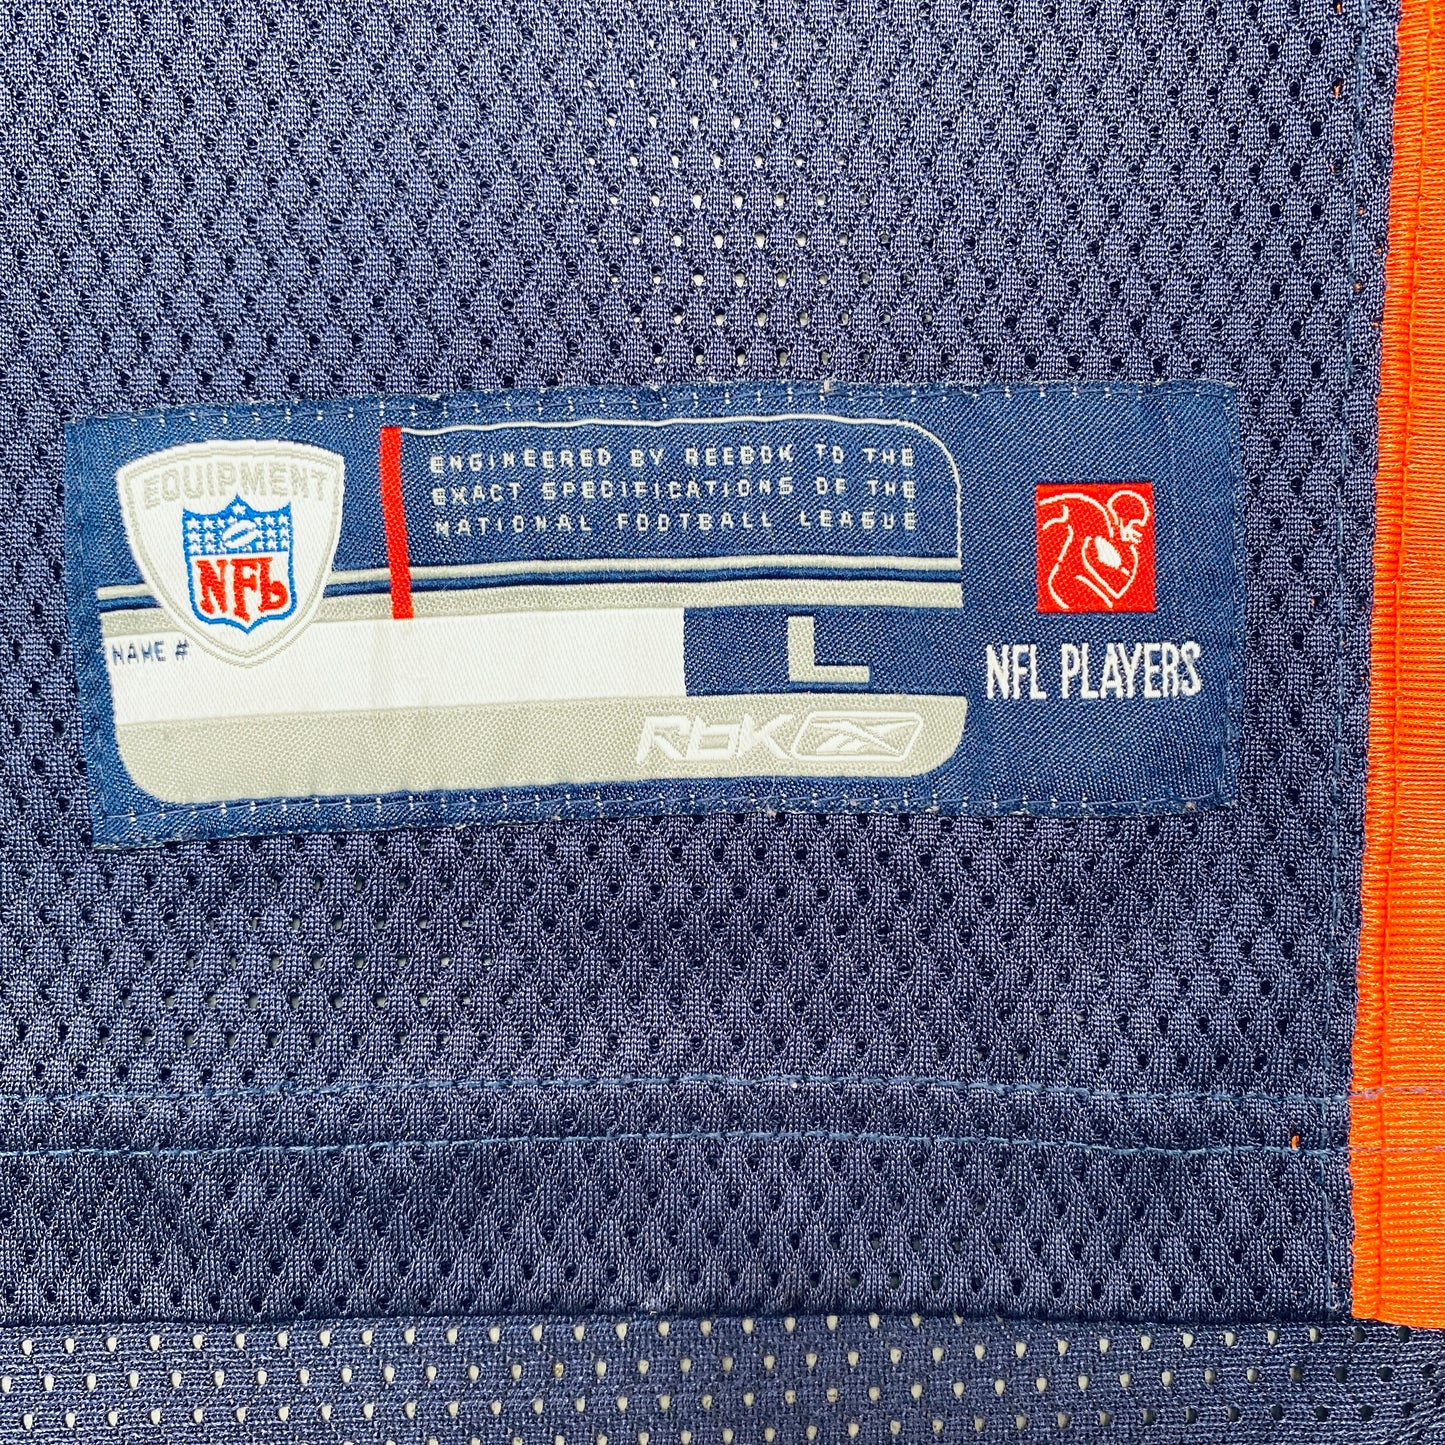 EQUIPMENT
NFL
ENGINEERED BY REEBOK TO THE
EXACT SPECIFICATIONS OF THE
NATIONAL FOOTBALL LEAGUE
NAME #
L
RBK
NFL PLAYERS